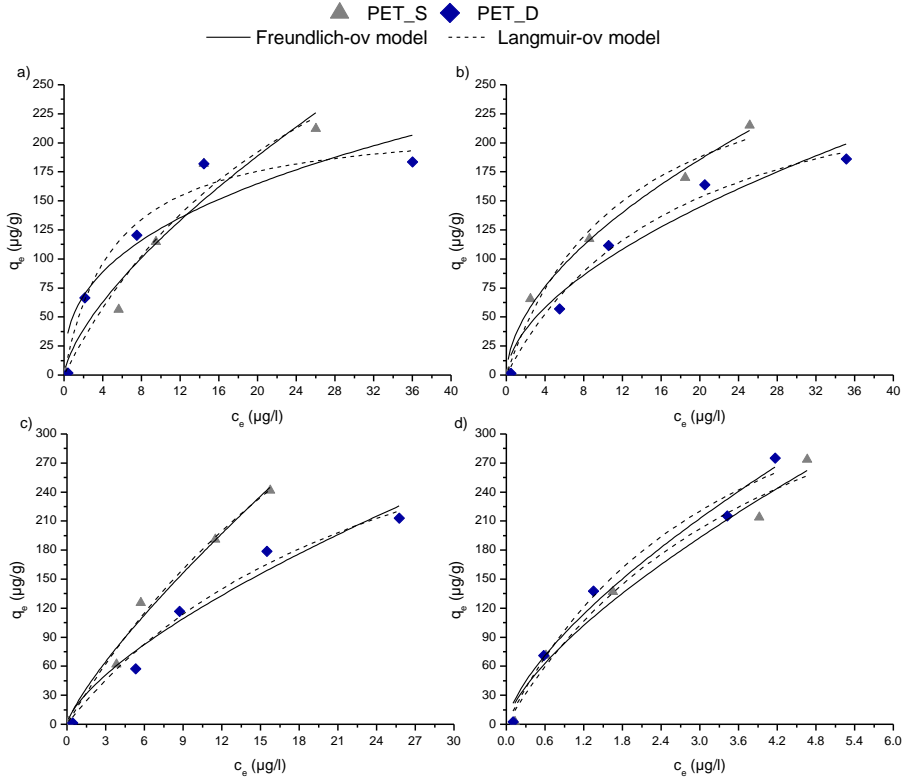 PET_S PET_D
Freundlich-ov model Langmuir-ov model
a)
250
225
200
175
150
125
100
75
50
25
0
0 4 8 12 16 20 24 28 32 36 40
qe (µg/g)
ce (µg/l)
b)
250
225
200
175
150
125
100
75
50
25
0
0 4 8 12 16 20 24 28 32 36 40
qe (µg/g)
ce (µg/l)
c)
300
270
240
210
180
150
120
90
60
30
0
0 3 6 9 12 15 18 21 24 27 30
qe (µg/g)
ce (µg/l)
d)
300
270
240
210
180
150
120
90
60
30
0
0.0 0.6 1.2 1.8 2.4 3.0 3.6 4.2 4.8 5.4 6.0
qe (µg/g)
ce (µg/l)